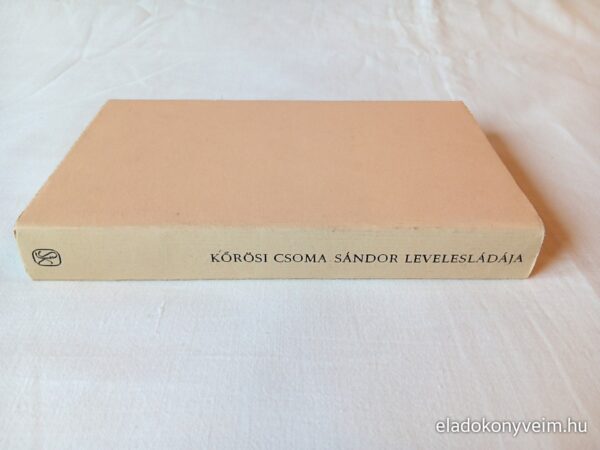 KŐRÖSI CSOMA SÁNDOR LEVELESLÁDÁJA
eladokonyveim.hu